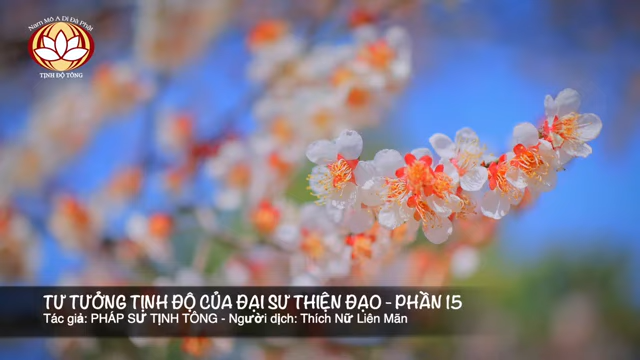 Nam Mô A Di Đà Phật
TỊNH ĐỘ TÔNG
TƯ TƯỞNG TỊNH ĐỘ CỦA ĐẠI SƯ THIỆN ĐẠO - PHẦN 15
Tác giả: PHÁP SƯ TỊNH TÔNG - Người dịch: Thích Nữ Liên Mãn